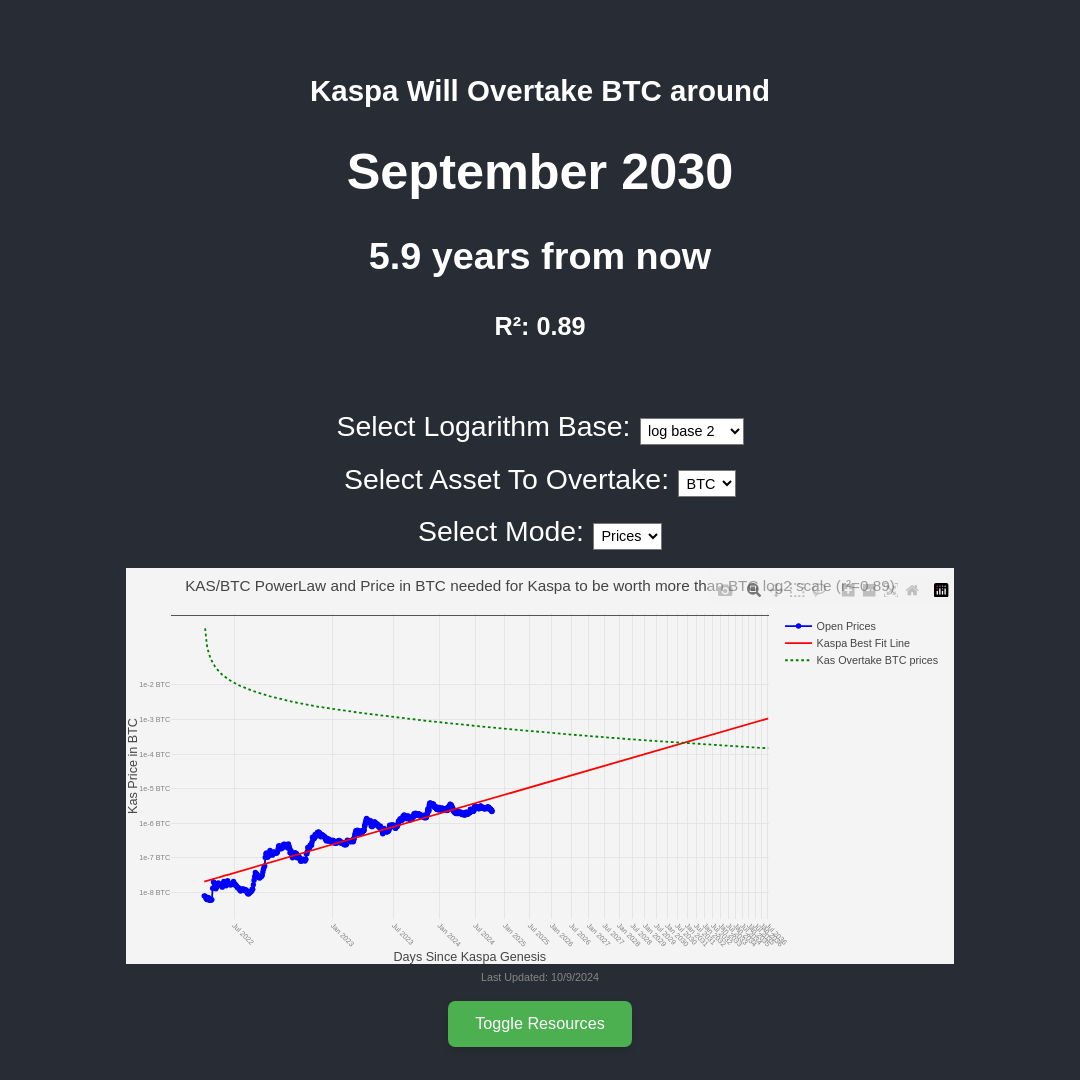 Kaspa Will Overtake BTC around
September 2030
5.9 years from now
R²: 0.89
Select Logarithm Base: log base 2
Select Asset To Overtake: BTC
Select Mode: Prices
KAS/BTC PowerLaw and Price in BTC needed for Kaspa to be worth more than BTC log2 scale (r²=0.89)
Open Prices
Kaspa Best Fit Line
Kas Overtake BTC prices
Kas Price in BTC
1e-2 BTC
1e-3 BTC
1e-4 BTC
1e-5 BTC
1e-6 BTC
1e-7 BTC
1e-8 BTC
Jul 2022
Jan 2023
Jul 2023
Jan 2024
Jul 2024
Jan 2025
Jul 2025
Jan 2026
Jul 2026
Jan 2027
Jul 2027
Jan 2028
Jul 2028
Jan 2029
Jul 2029
Jan 2030
Jul 2030
Days Since Kaspa Genesis
Last Updated: 10/9/2024
Toggle Resources